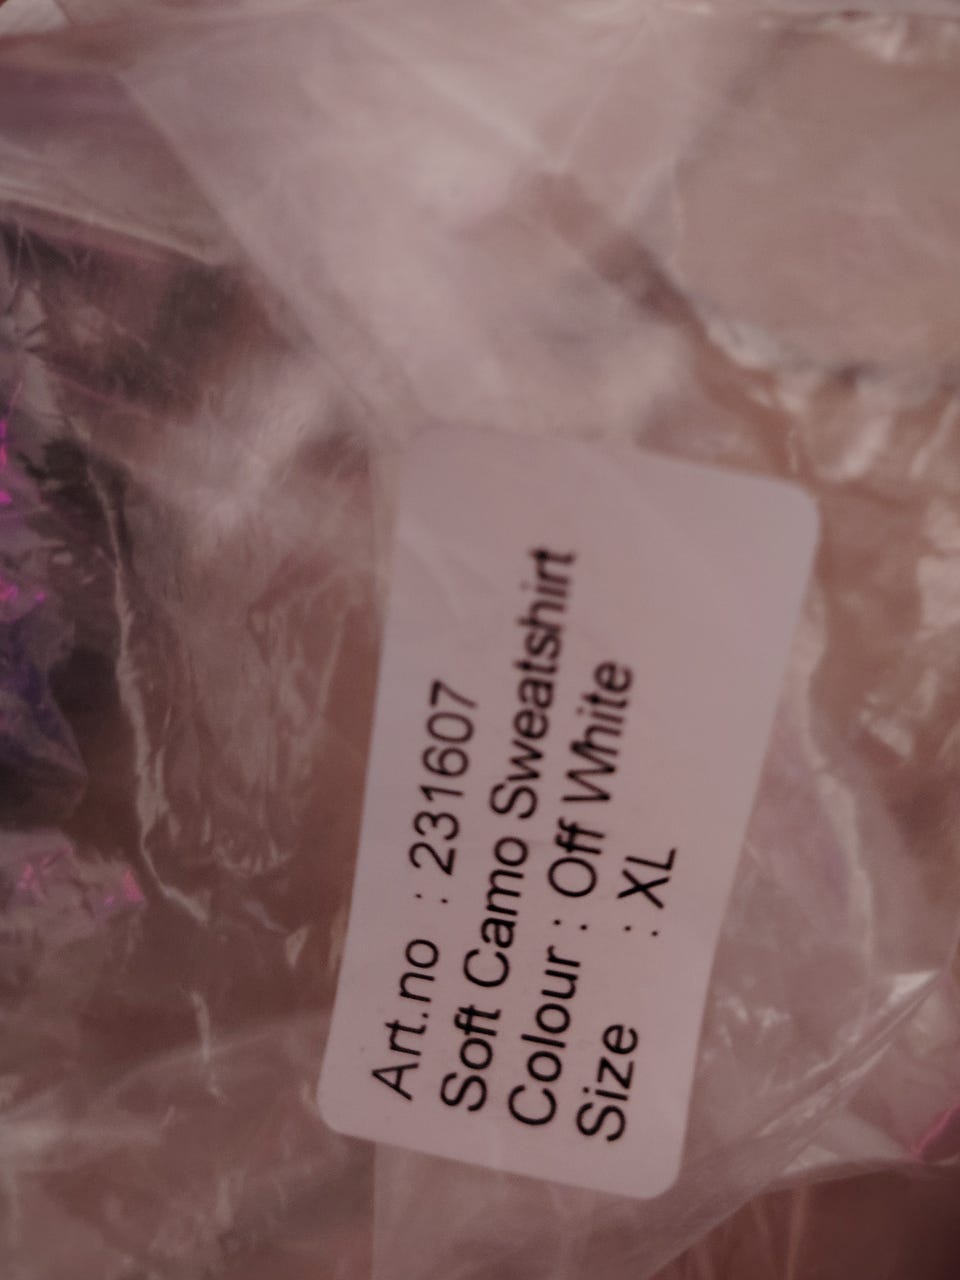 Art.no : 231607
Soft Camo Sweatshirt
Colour : Off White
Size : XL